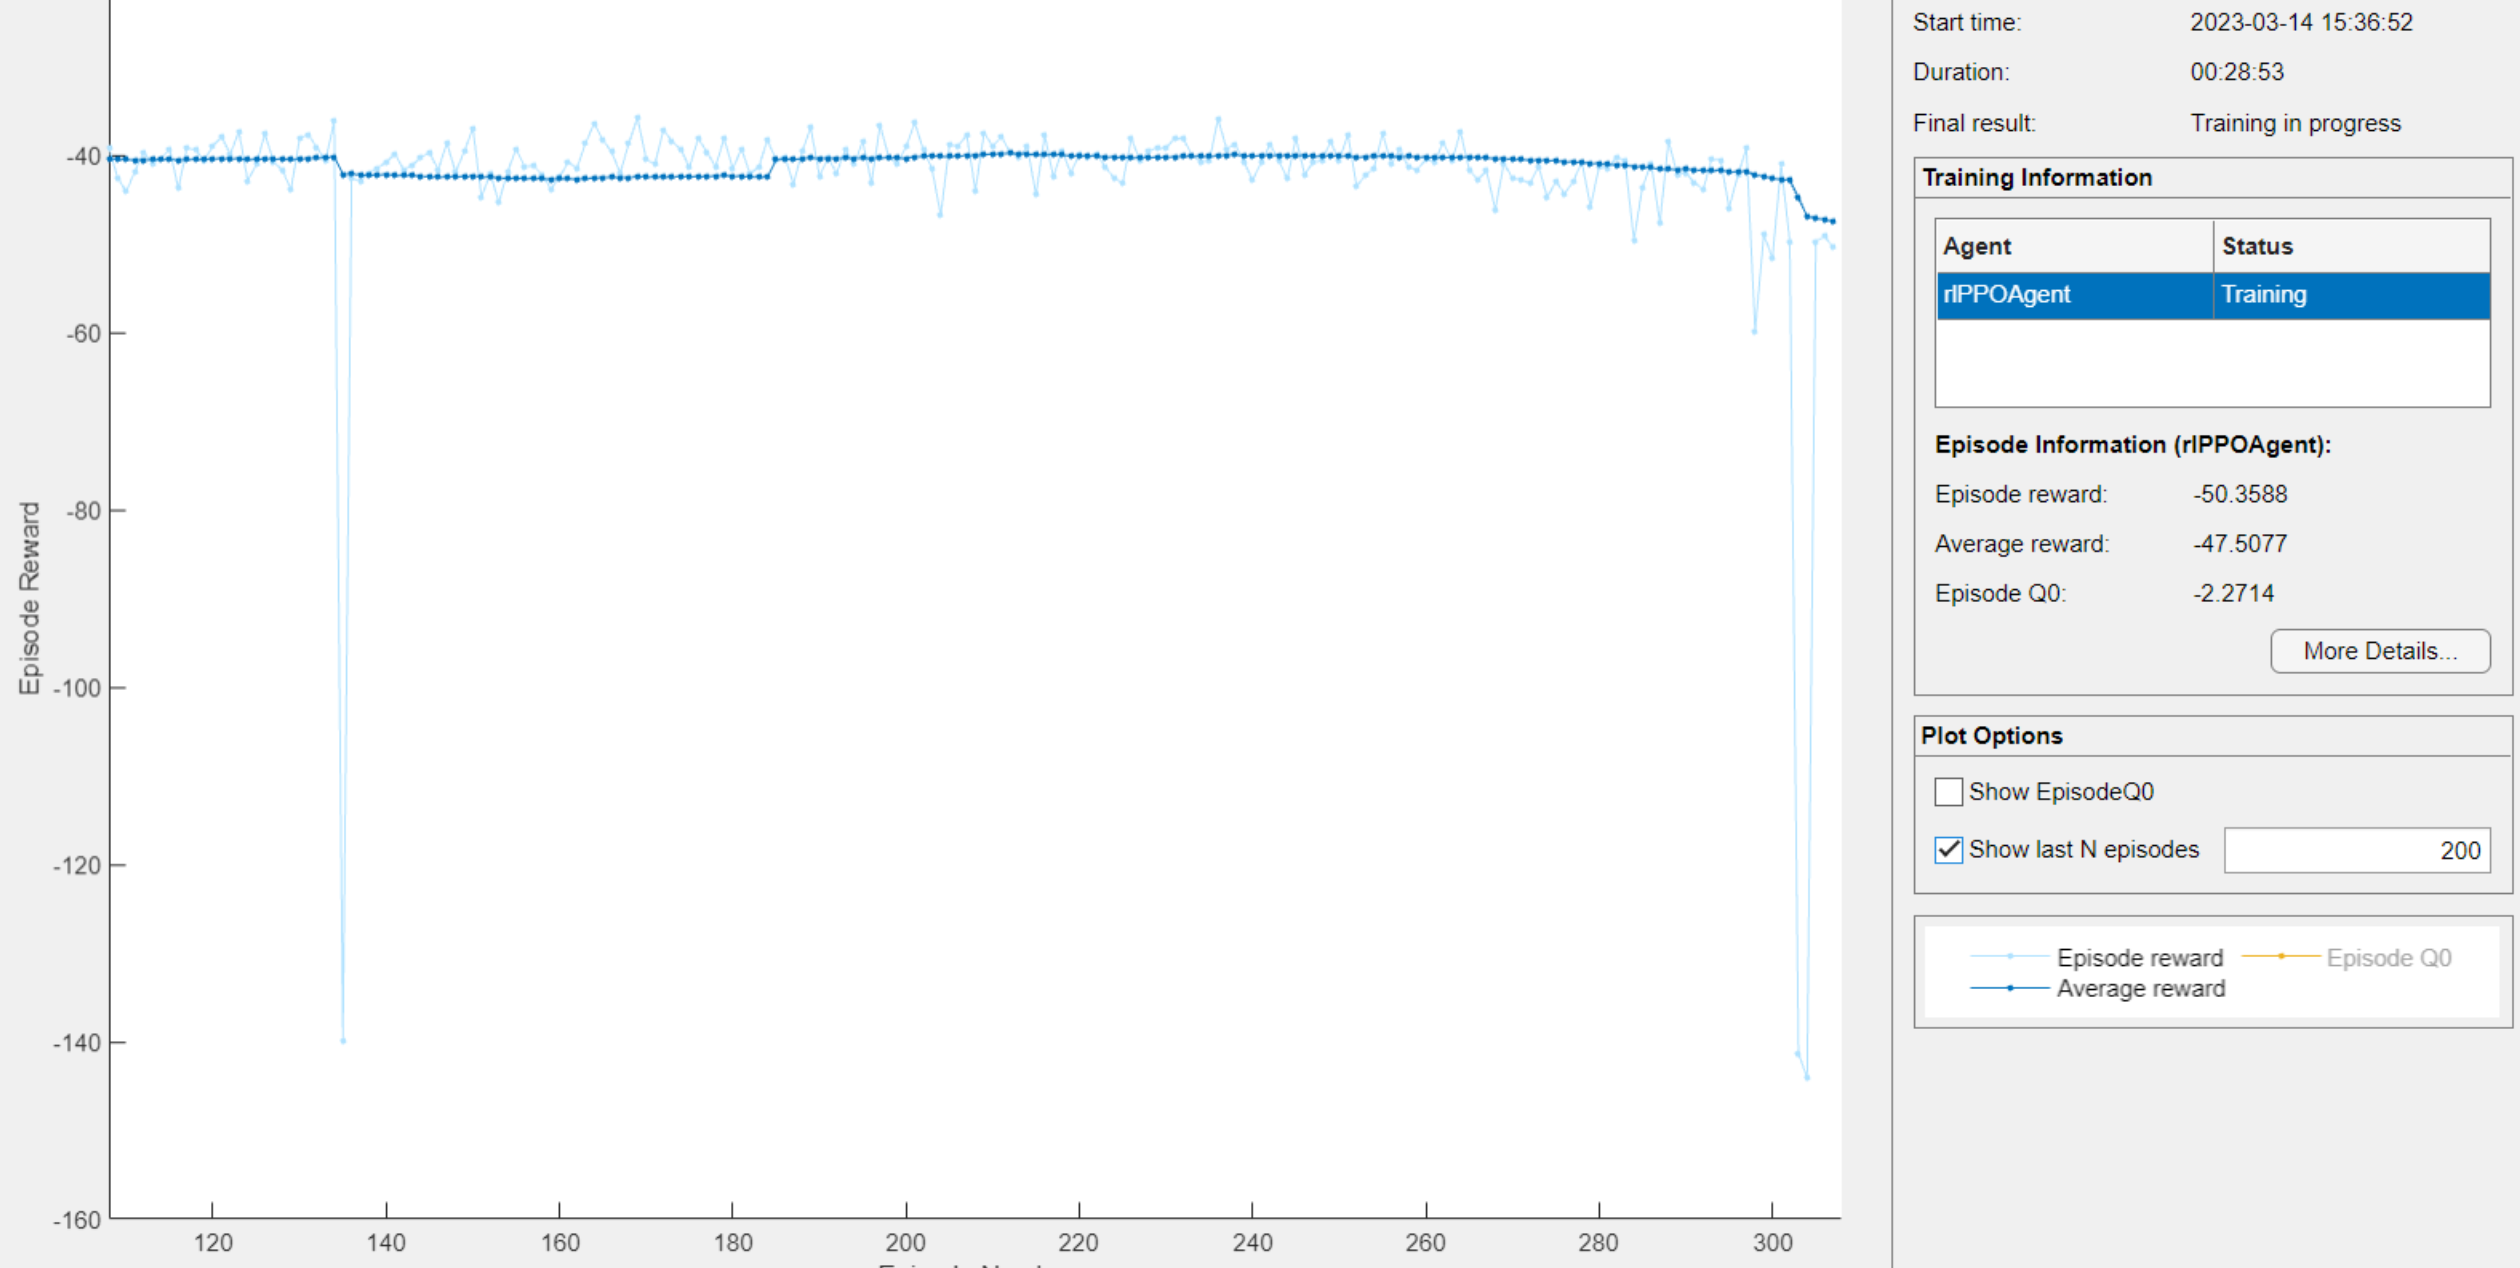 Start time: 2023-03-14 15:36:52
Duration: 00:28:53
Final result: Training in progress
Training Information
Agent Status
rlPPOAgent Training
Episode Information (rlPPOAgent):
Episode reward: -50.3588
Average reward: -47.5077
Episode Q0: -2.2714
More Details...
Plot Options
Show EpisodeQ0
Show last N episodes 200
Episode reward Episode Q0
Average reward
Episode Reward
-40
-60
-80
-100
-120
-140
-160
120 140 160 180 200 220 240 260 280 300